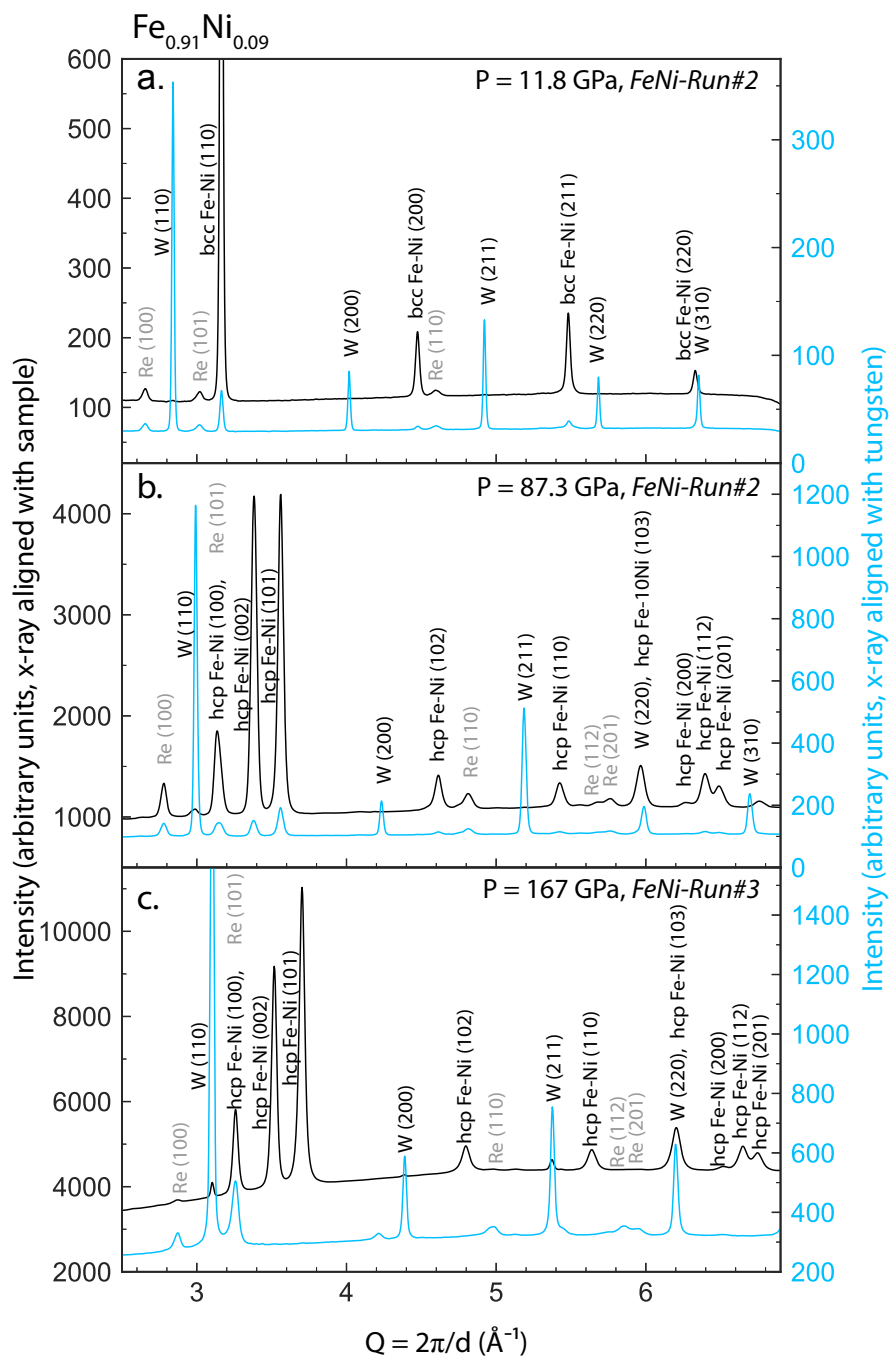 Fe0.91Ni0.09
a.
P = 11.8 GPa, FeNi-Run#2
600
500
400
300
200
100
300
200
100
0
Re (100)
W (110)
Re (101)
bcc Fe-Ni (110)
W (200)
bcc Fe-Ni (200)
Re (110)
W (211)
bcc Fe-Ni (211)
W (220)
bcc Fe-Ni (220)
W (310)
b.
P = 87.3 GPa, FeNi-Run#2
4000
3000
2000
1000
1200
1000
800
600
400
200
0
Re (100)
W (110)
Re (101)
hcp Fe-Ni (100),
hcp Fe-Ni (002)
hcp Fe-Ni (101)
W (200)
hcp Fe-Ni (102)
Re (110)
W (211)
hcp Fe-Ni (110)
Re (112)
Re (201)
W (220), hcp Fe-10Ni (103)
hcp Fe-Ni (200)
hcp Fe-Ni (112)
hcp Fe-Ni (201)
W (310)
c.
P = 167 GPa, FeNi-Run#3
10000
8000
6000
4000
2000
1400
1200
1000
800
600
400
200
Re (100)
W (110)
Re (101)
hcp Fe-Ni (100),
hcp Fe-Ni (002)
hcp Fe-Ni (101)
W (200)
hcp Fe-Ni (102)
Re (110)
W (211)
hcp Fe-Ni (110)
Re (112)
Re (201)
W (220), hcp Fe-Ni (103)
hcp Fe-Ni (200)
hcp Fe-Ni (112)
hcp Fe-Ni (201)
3
4
5
6
Q = 2π/d (Å⁻¹)
Intensity (arbitrary units, x-ray aligned with sample)
Intensity (arbitrary units, x-ray aligned with tungsten)